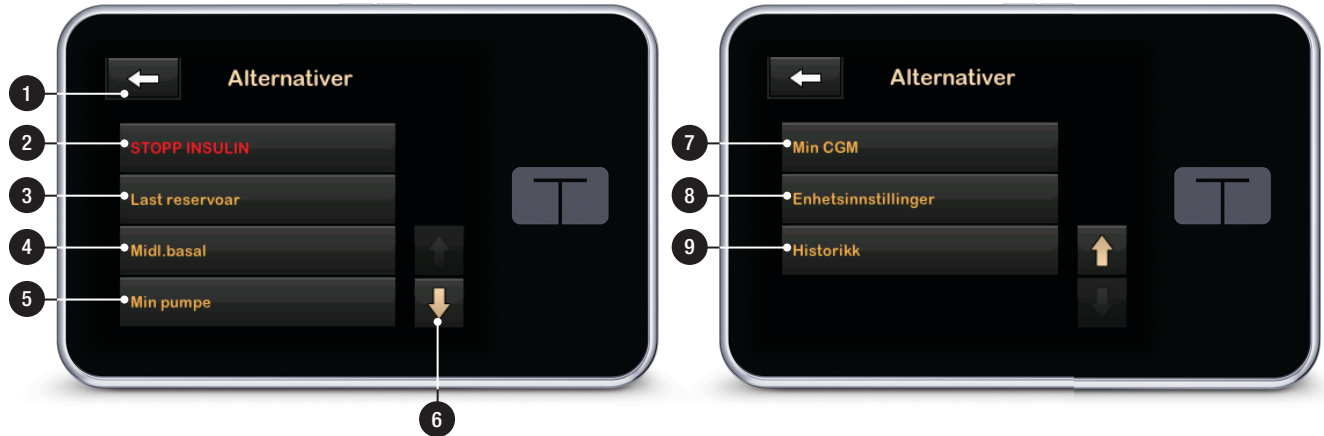 Alternativer
1
2 STOPP INSULIN
3 Last reservoar
4 Midl.basal
5 Min pumpe
6
Alternativer
7 Min CGM
8 Enhetsinnstillinger
9 Historikk